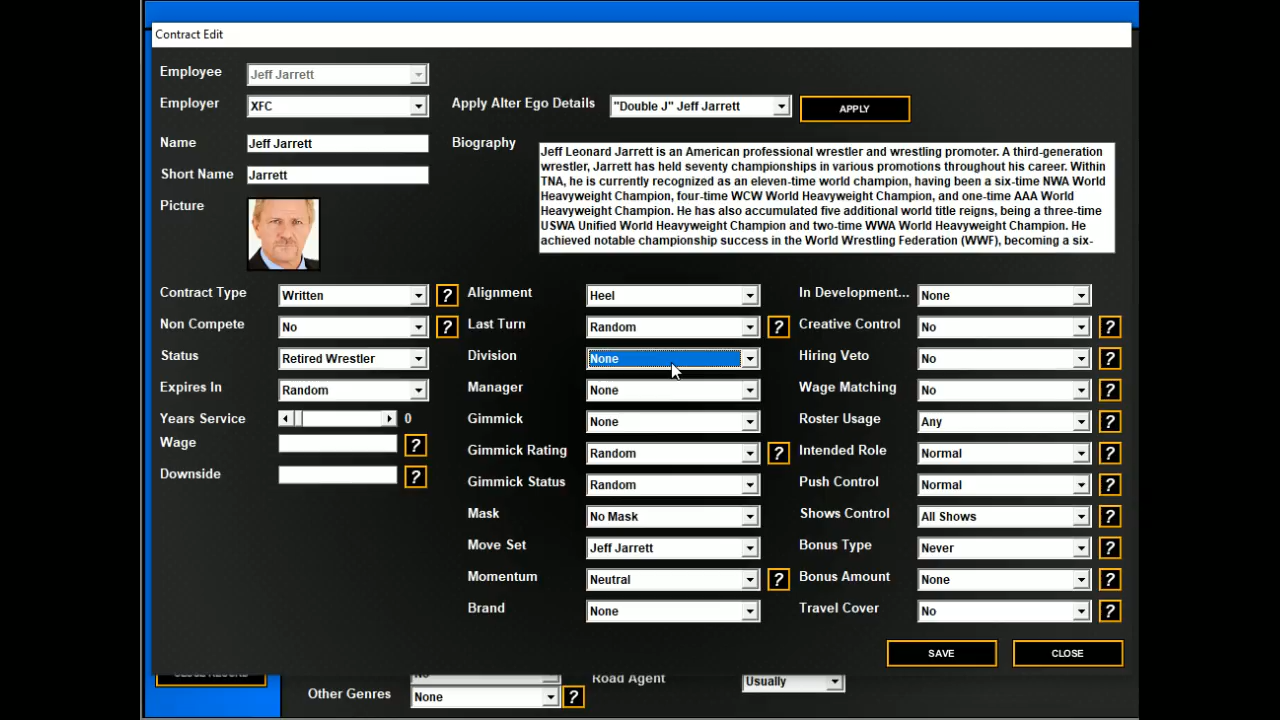 Contract Edit
Employee Jeff Jarrett
Employer XFC Apply Alter Ego Details "Double J" Jeff Jarrett APPLY
Name Jeff Jarrett
Short Name Jarrett
Picture
Biography
Jeff Leonard Jarrett is an American professional wrestler and wrestling promoter. A third-generation
wrestler, Jarrett has held seventy championships in various promotions throughout his career. Within
TNA, he is currently recognized as an eleven-time world champion, having been a six-time NWA World
Heavyweight Champion, four-time WCW World Heavyweight Champion, and one-time AAA World
Heavyweight Champion. He has also accumulated five additional world title reigns, being a three-time
USWA Unified World Heavyweight Champion and two-time WWA World Heavyweight Champion. He
achieved notable championship success in the World Wrestling Federation (WWF), becoming a six-
Contract Type Written ?
Non Compete No ?
Status Retired Wrestler
Expires In Random
Years Service 0
Wage ?
Downside ?
Alignment Heel
Last Turn Random ?
Division None
Manager None
Gimmick None
Gimmick Rating Random ?
Gimmick Status Random
Mask No Mask
Move Set Jeff Jarrett
Momentum Neutral ?
Brand None
In Development... None
Creative Control No ?
Hiring Veto No ?
Wage Matching No ?
Roster Usage Any ?
Intended Role Normal ?
Push Control Normal ?
Shows Control All Shows ?
Bonus Type Never ?
Bonus Amount None ?
Travel Cover No ?
SAVE CLOSE
Road Agent Usually
Other Genres None ?